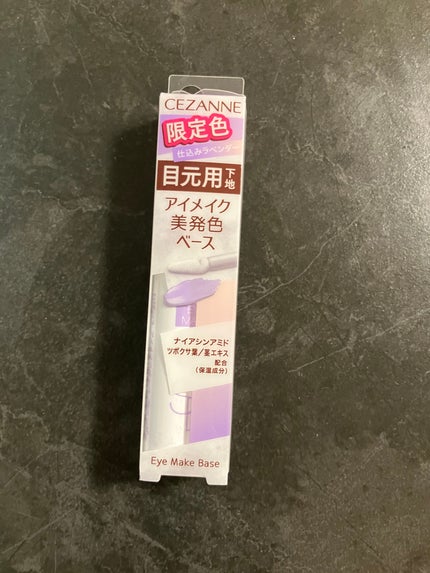 CEZANNE
限定色
仕込みラベンダー
目元用下地
アイメイク
美発色
ベース
ナイアシンアミド
ツボクサ葉/茎エキス
配合
(保湿成分)
Eye Make Base